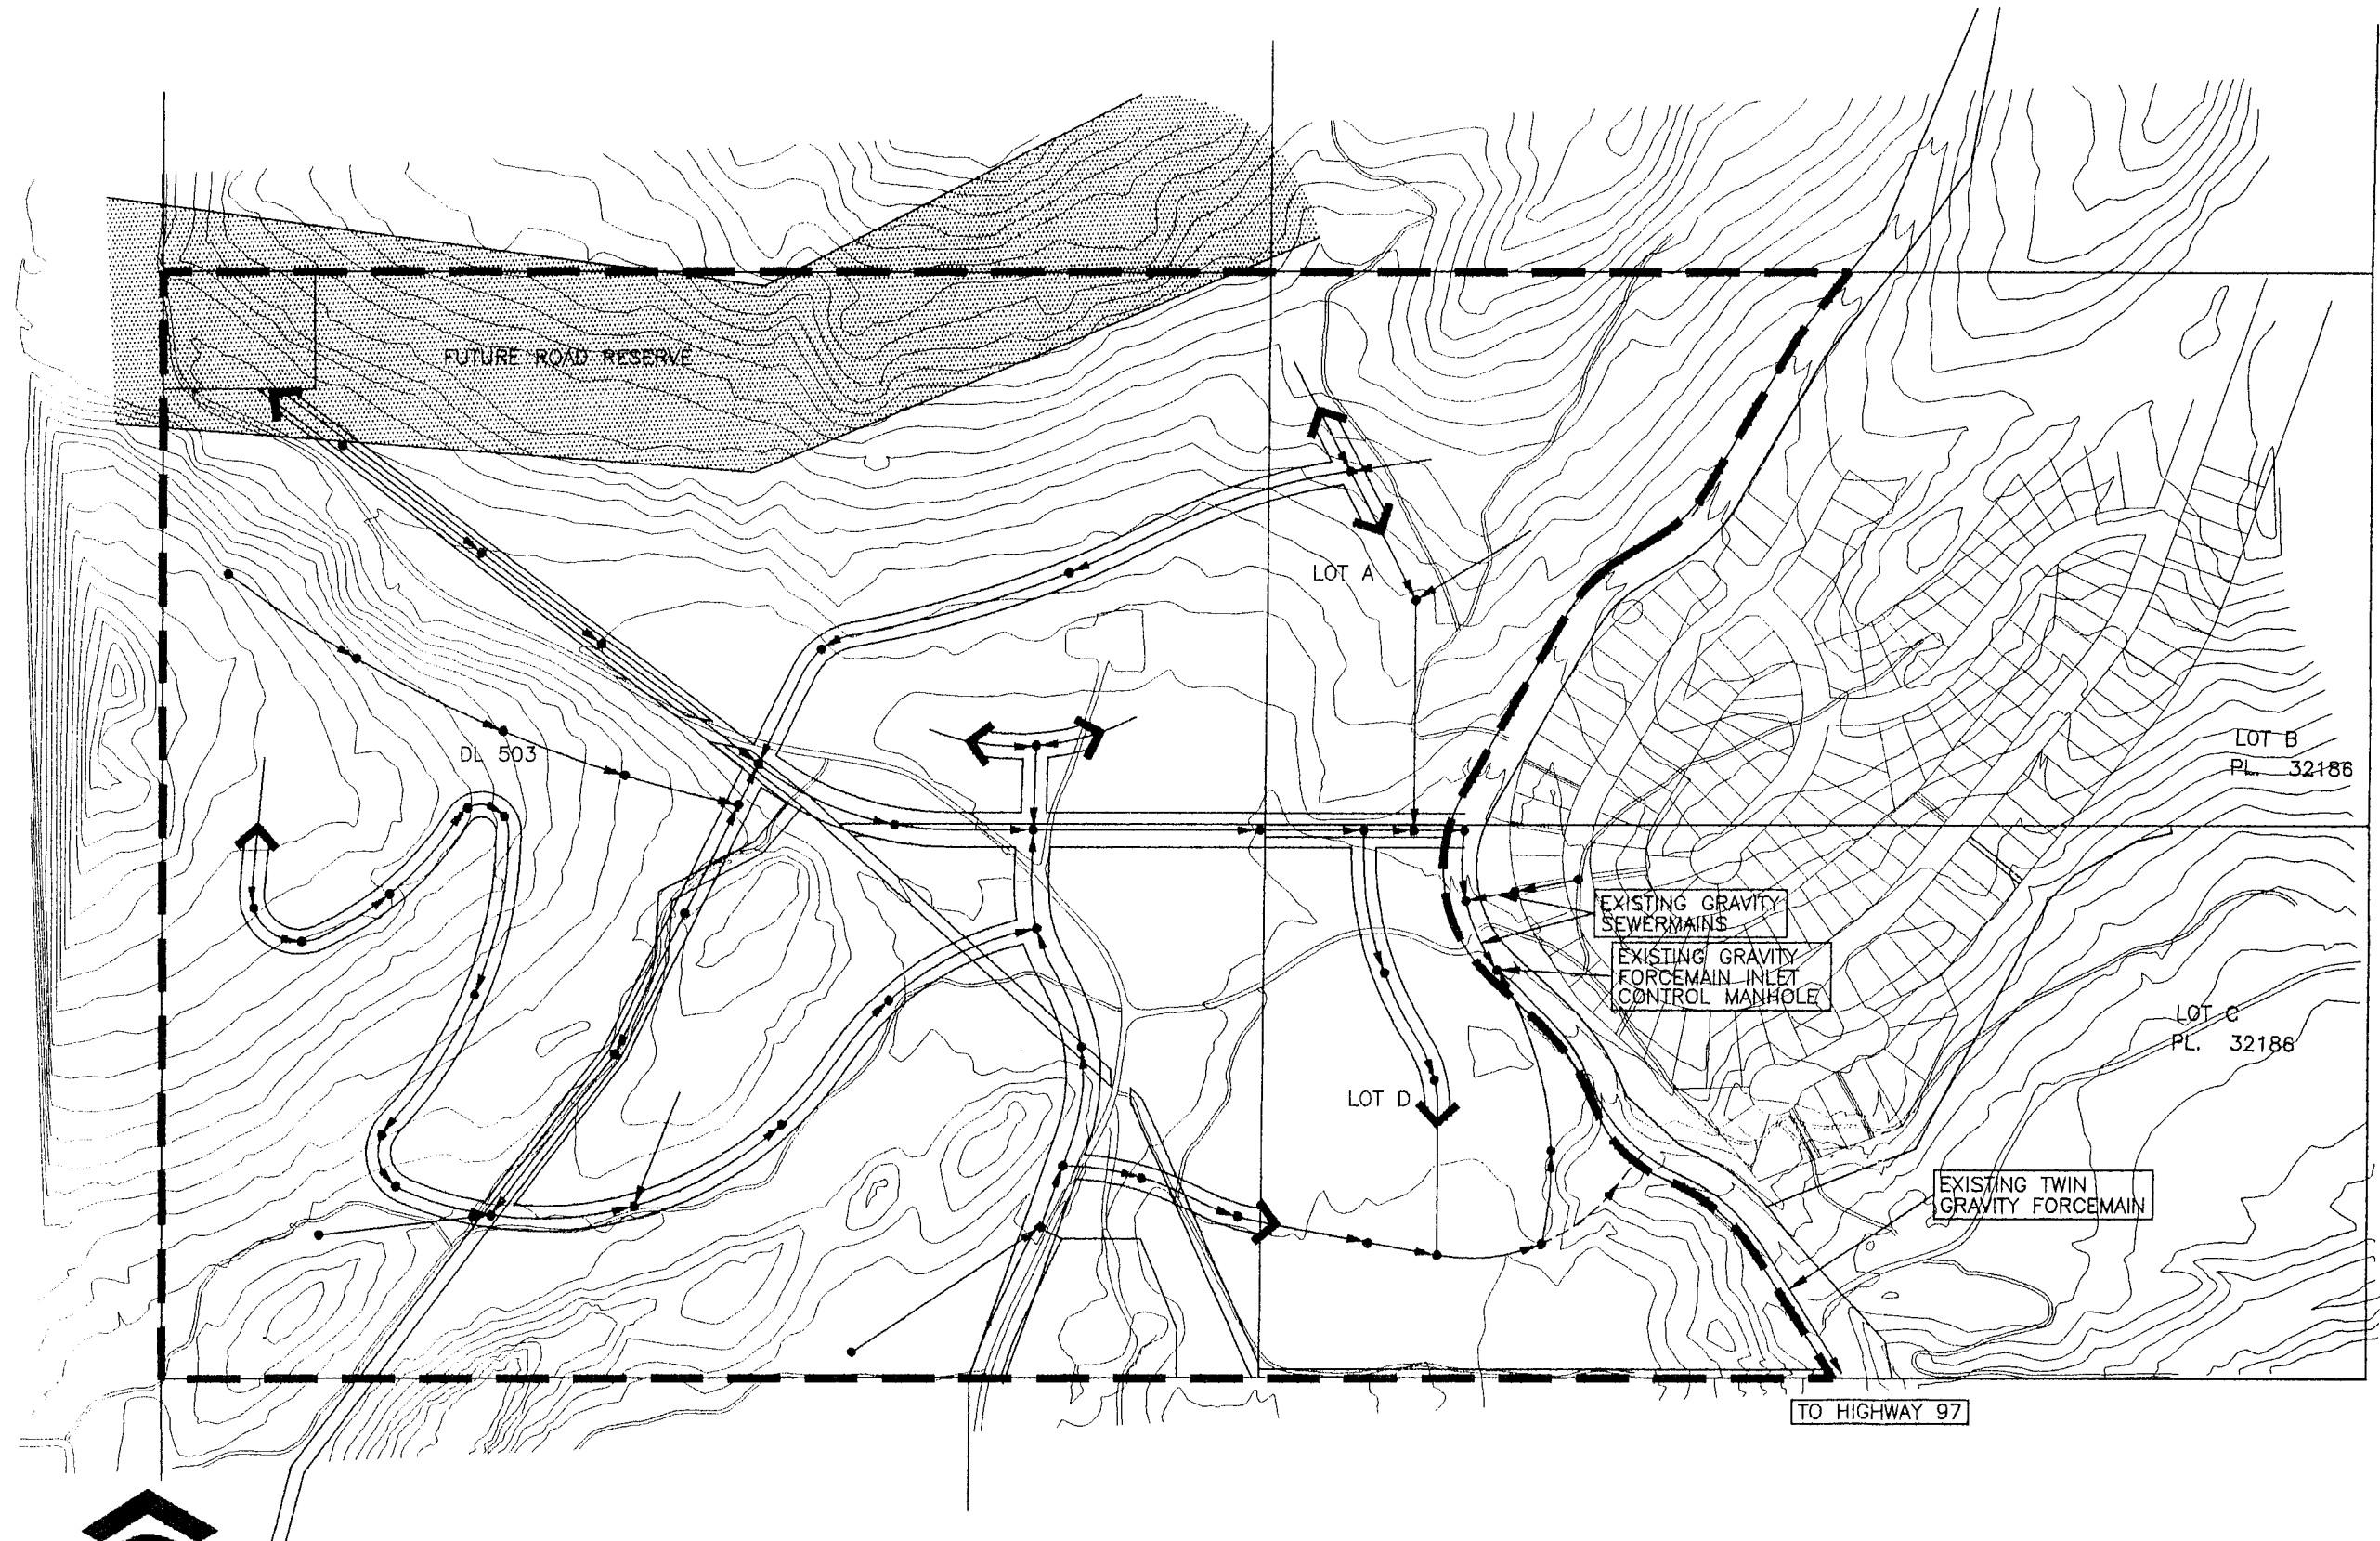 FUTURE ROAD RESERVE
LOT A
DL 503
LOT B
PL. 32186
EXISTING GRAVITY
SEWERMAINS
EXISTING GRAVITY
FORCEMAIN INLET
CONTROL MANHOLE
LOT C
PL. 32186
LOT D
EXISTING TWIN
GRAVITY FORCEMAIN
TO HIGHWAY 97